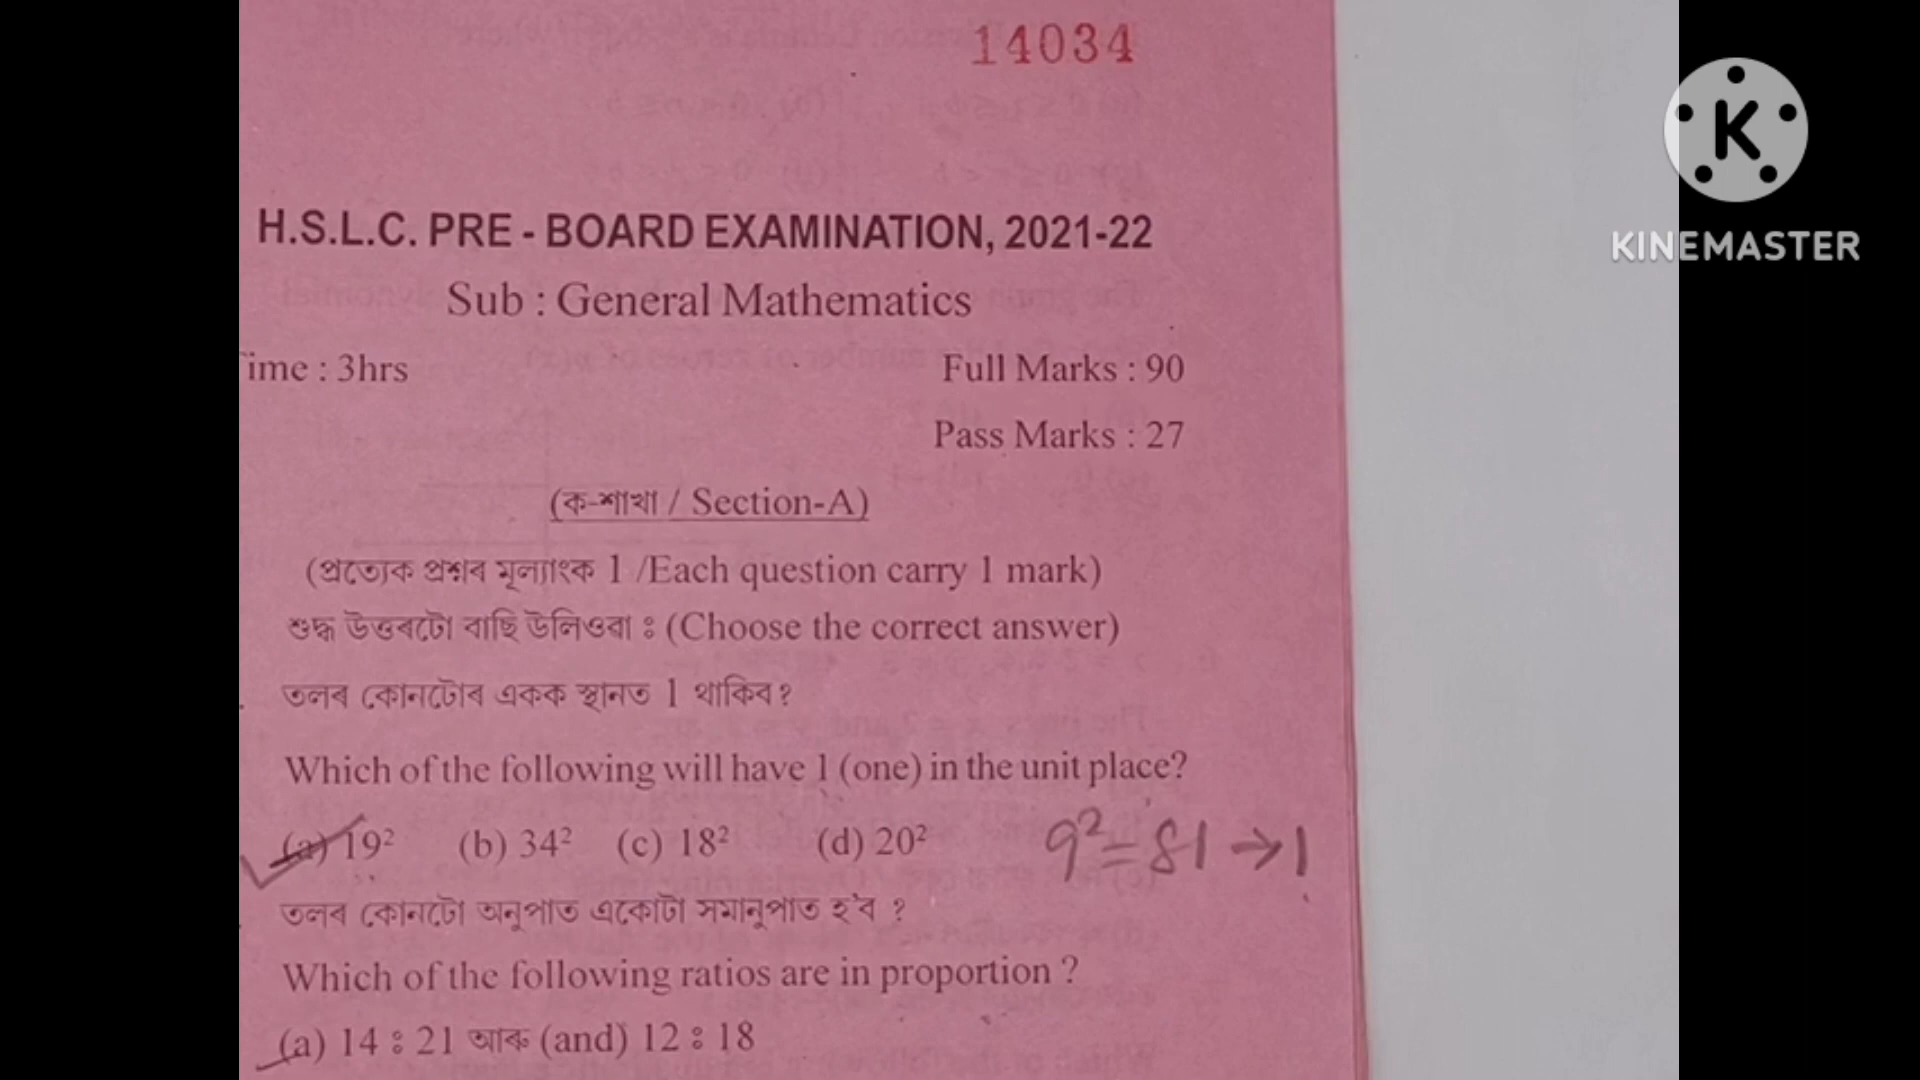 14034
K
KINEMASTER
H.S.L.C. PRE - BOARD EXAMINATION, 2021-22
Sub : General Mathematics
ime : 3hrs Full Marks : 90
Pass Marks : 27
(ক-শাখা / Section-A)
(প্ৰত্যেক প্ৰশ্নৰ মূল্যাংক 1 /Each question carry 1 mark)
শুদ্ধ উত্তৰটো বাছি উলিওৱা ঃ (Choose the correct answer)
তলৰ কোনটোৰ একক স্থানত 1 থাকিব?
Which of the following will have 1 (one) in the unit place?
(a) 19² (b) 34² (c) 18² (d) 20² 9² = 81 → 1
তলৰ কোনটো অনুপাত একোটা সমানুপাত হ'ব ?
Which of the following ratios are in proportion ?
(a) 14 ঃ 21 আৰু (and) 12 ঃ 18